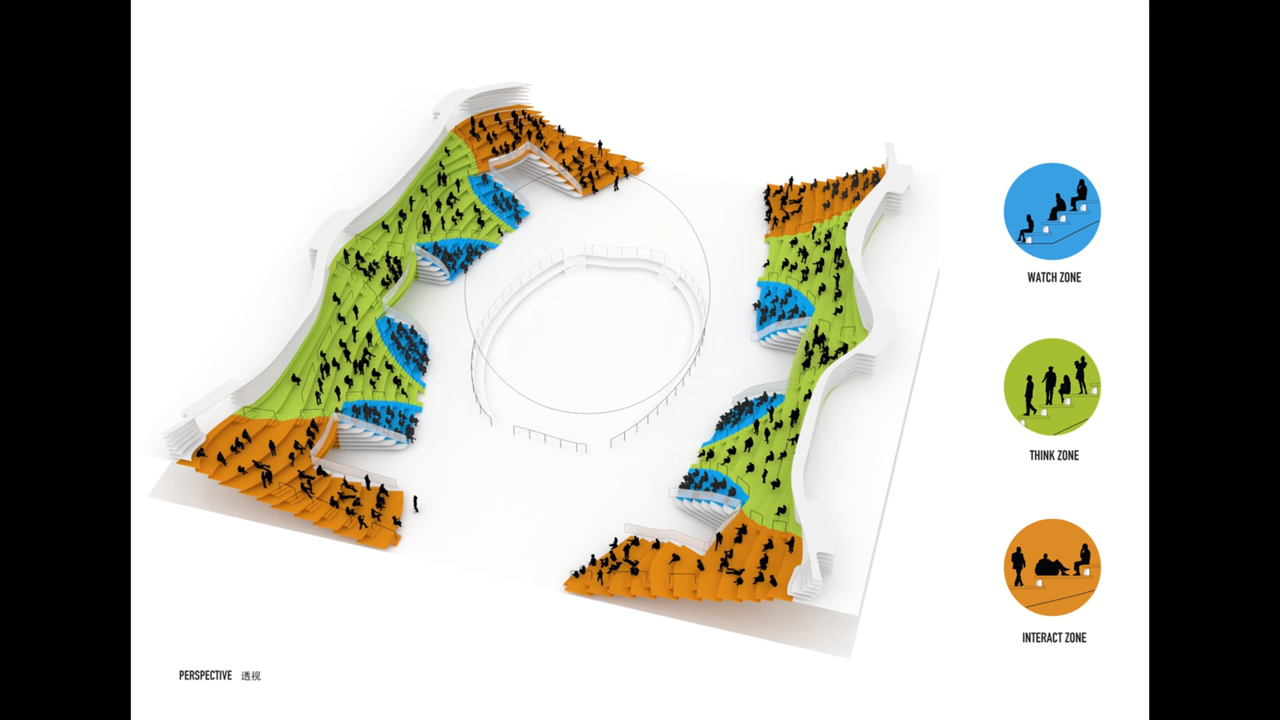 WATCH ZONE
THINK ZONE
INTERACT ZONE
PERSPECTIVE 透视